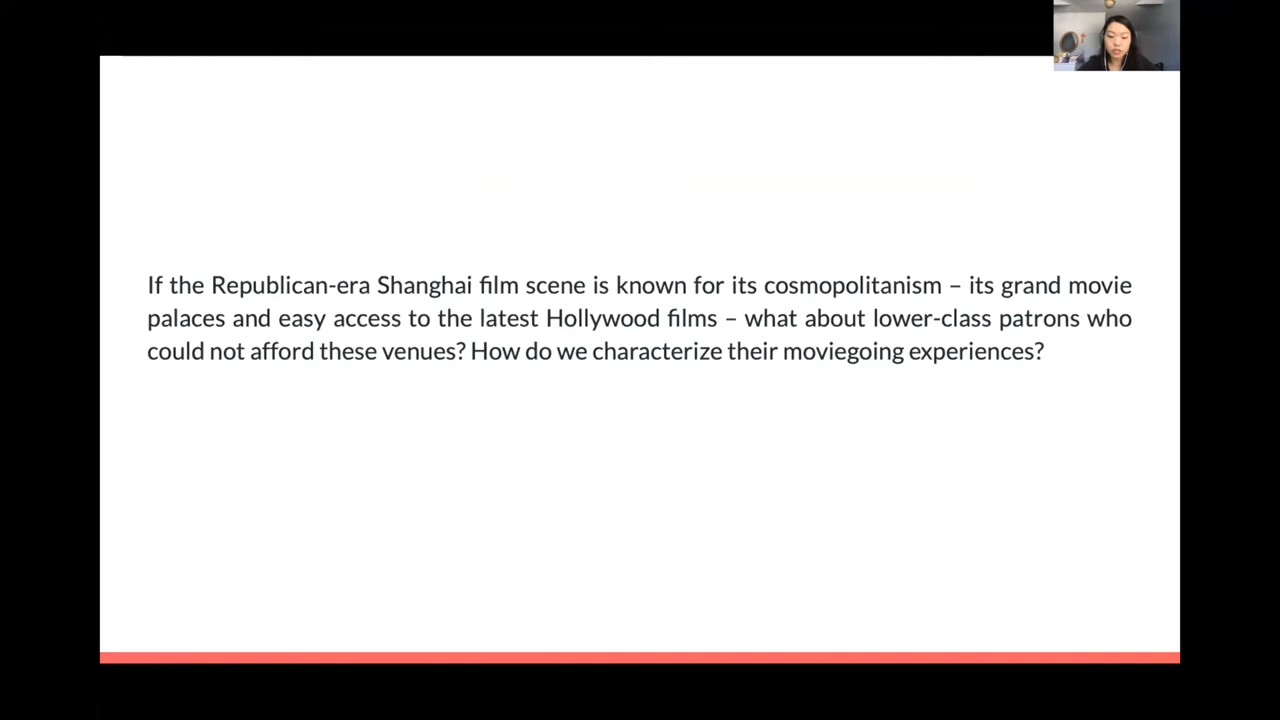 If the Republican-era Shanghai film scene is known for its cosmopolitanism – its grand movie
palaces and easy access to the latest Hollywood films – what about lower-class patrons who
could not afford these venues? How do we characterize their moviegoing experiences?